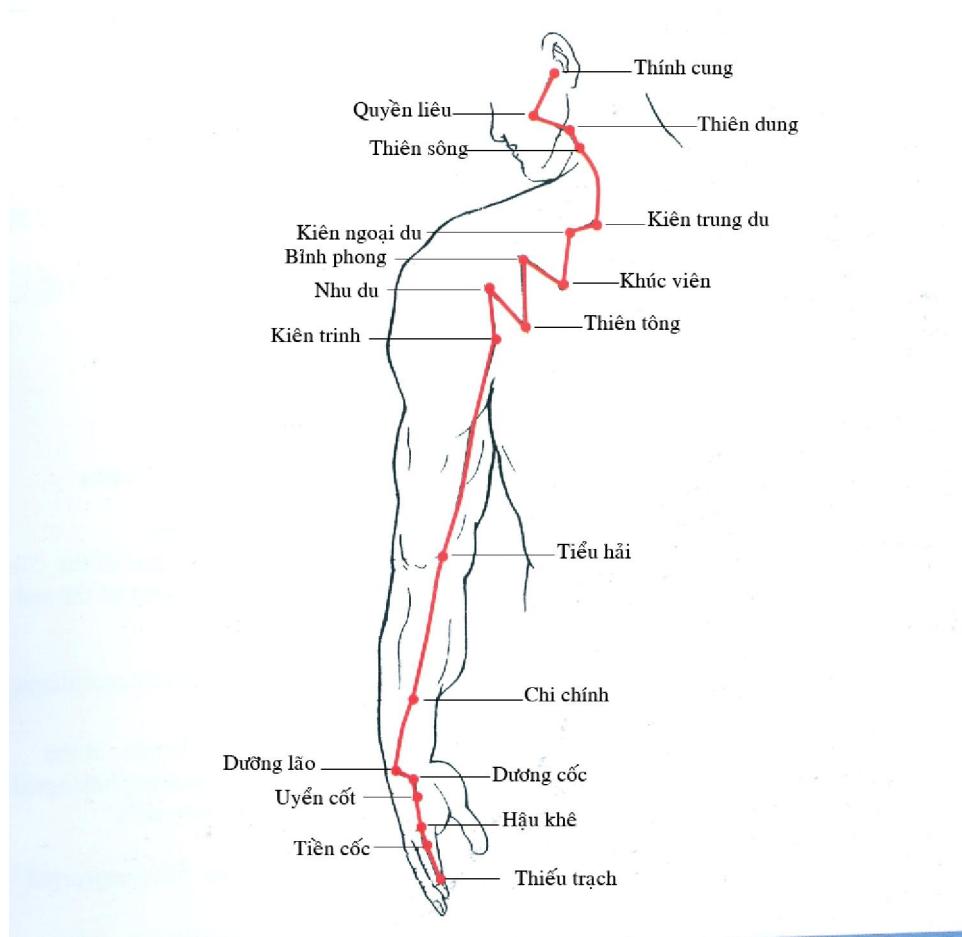 Thính cung
Quyền liêu
Thiên dung
Thiên sông
Kiên trung du
Kiên ngoại du
Bỉnh phong
Khúc viên
Nhu du
Thiên tông
Kiên trinh
Tiểu hải
Chi chính
Dưỡng lão
Dương cốc
Uyển cốt
Hậu khê
Tiền cốc
Thiếu trạch